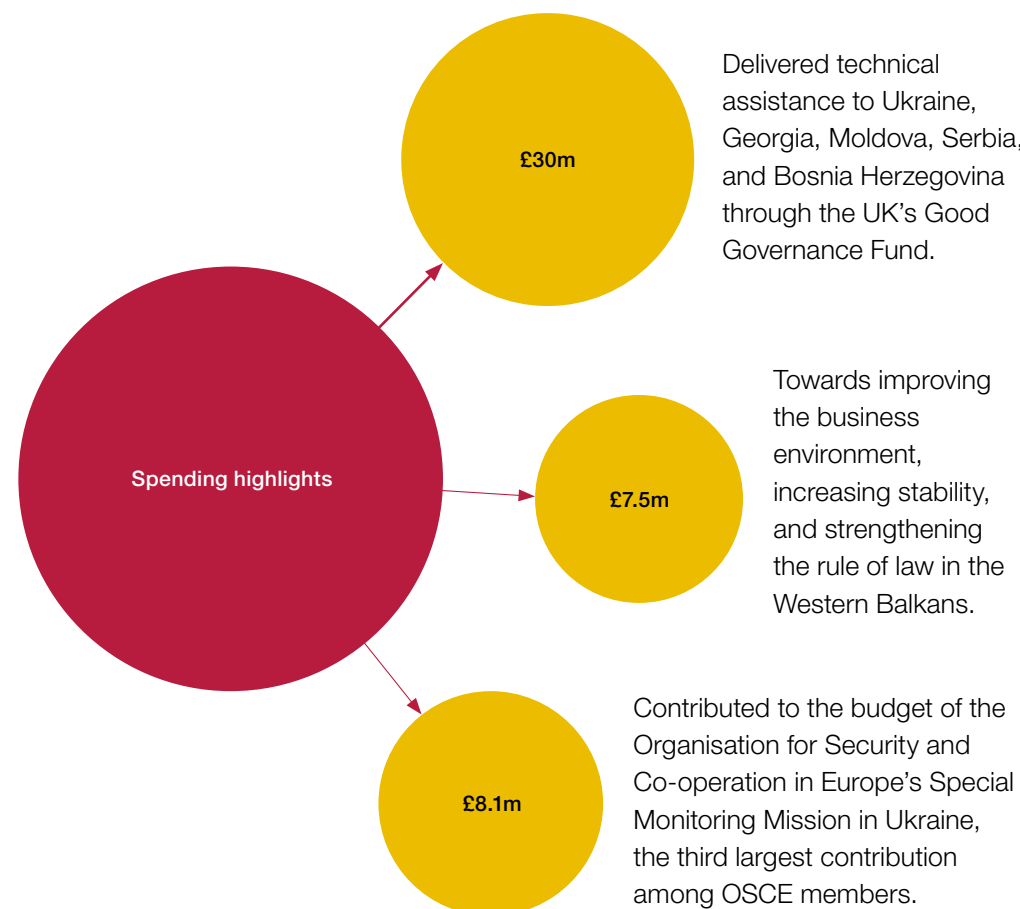 £30m
Delivered technical
assistance to Ukraine,
Georgia, Moldova, Serbia,
and Bosnia Herzegovina
through the UK’s Good
Governance Fund.
Spending highlights
£7.5m
Towards improving
the business
environment,
increasing stability,
and strengthening
the rule of law in the
Western Balkans.
£8.1m
Contributed to the budget of the
Organisation for Security and
Co-operation in Europe’s Special
Monitoring Mission in Ukraine,
the third largest contribution
among OSCE members.